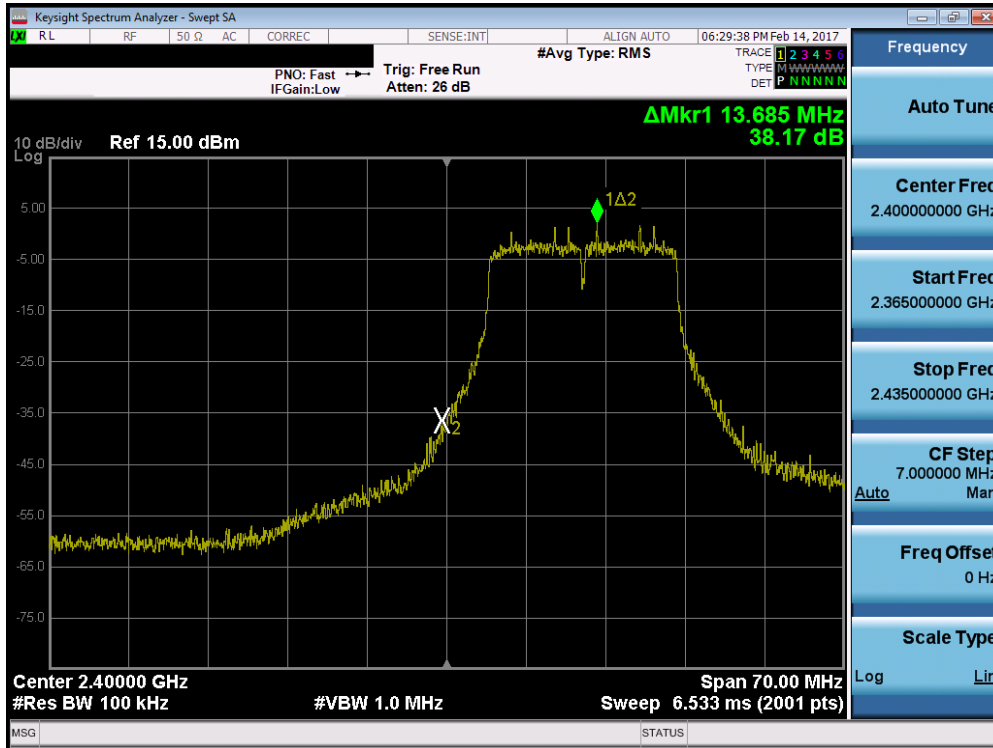 Keysight Spectrum Analyzer - Swept SA
LXI RL RF 50 Ω AC CORREC SENSE:INT ALIGN AUTO 06:29:38 PM Feb 14, 2017
PNO: Fast
IFGain:Low
Trig: Free Run
Atten: 26 dB
#Avg Type: RMS
TRACE 1 2 3 4 5 6
TYPE M W W W W W
DET P N N N N N
ΔMkr1 13.685 MHz
38.17 dB
10 dB/div Ref 15.00 dBm
Log
5.00
-5.00
-15.0
-25.0
-35.0
-45.0
-55.0
-65.0
-75.0
1Δ2
X2
Center 2.40000 GHz
#Res BW 100 kHz
#VBW 1.0 MHz
Span 70.00 MHz
Sweep 6.533 ms (2001 pts)
MSG
STATUS
Frequency
Auto Tune
Center Freq
2.400000000 GHz
Start Freq
2.365000000 GHz
Stop Freq
2.435000000 GHz
CF Step
7.000000 MHz
Auto Man
Freq Offset
0 Hz
Scale Type
Log Lin